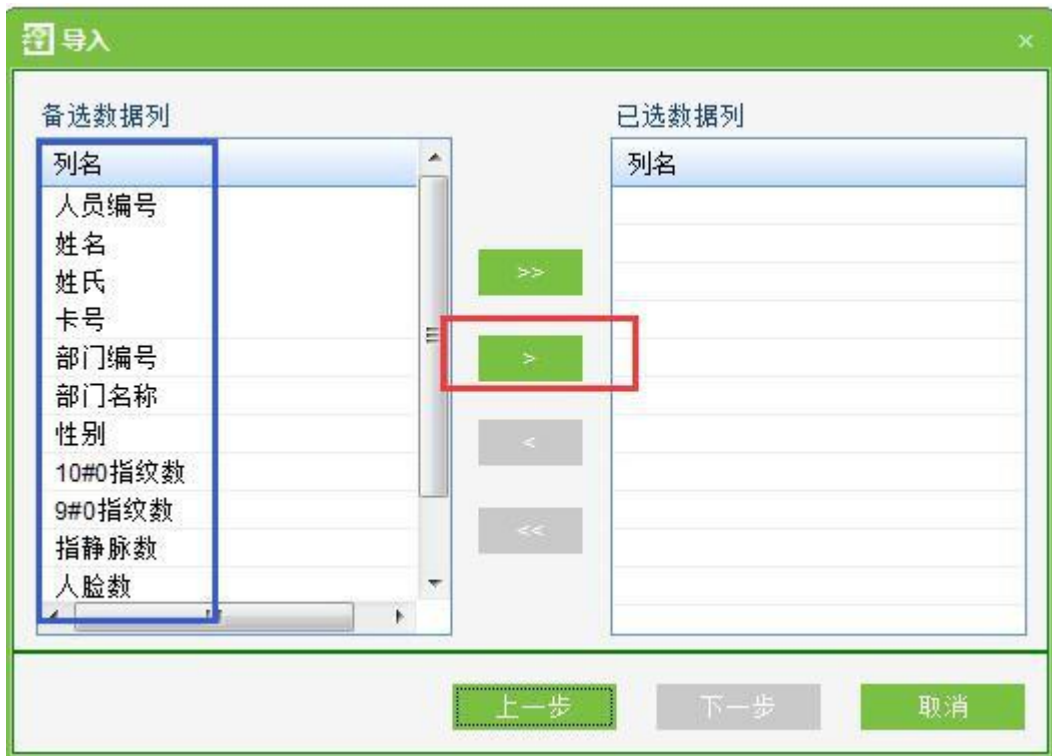 导入
×
备选数据列
列名
人员编号
姓名
姓氏
卡号
部门编号
部门名称
性别
10#0指纹数
9#0指纹数
指静脉数
人脸数
>>
>
<
<<
已选数据列
列名
上一步
下一步
取消